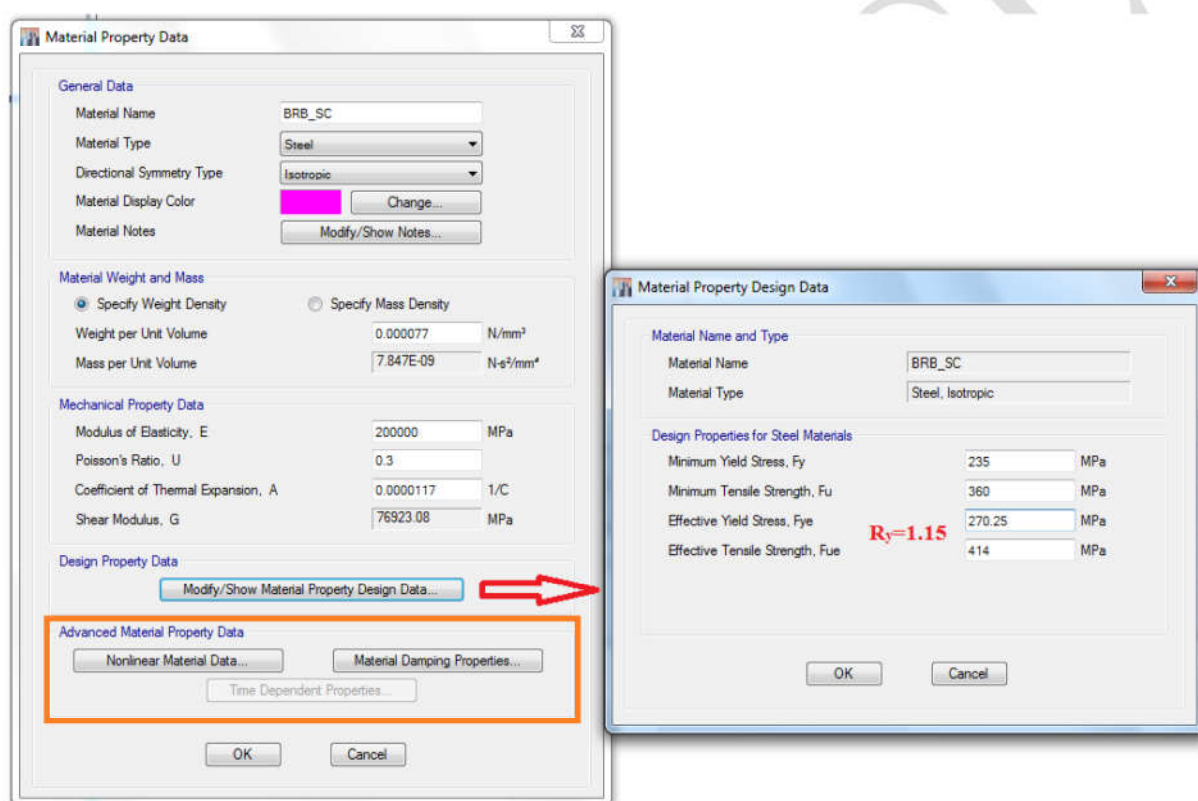 Material Property Data
General Data
Material Name BRB_SC
Material Type Steel
Directional Symmetry Type Isotropic
Material Display Color Change...
Material Notes Modify/Show Notes...
Material Weight and Mass
Specify Weight Density Specify Mass Density
Weight per Unit Volume 0.000077 N/mm³
Mass per Unit Volume 7.847E-09 N-s²/mm⁴
Mechanical Property Data
Modulus of Elasticity, E 200000 MPa
Poisson's Ratio, U 0.3
Coefficient of Thermal Expansion, A 0.0000117 1/C
Shear Modulus, G 76923.08 MPa
Design Property Data
Modify/Show Material Property Design Data...
Advanced Material Property Data
Nonlinear Material Data... Material Damping Properties...
Time Dependent Properties...
OK Cancel
Material Property Design Data
Material Name and Type
Material Name BRB_SC
Material Type Steel, Isotropic
Design Properties for Steel Materials
Minimum Yield Stress, Fy 235 MPa
Minimum Tensile Strength, Fu 360 MPa
Effective Yield Stress, Fye 270.25 MPa
Ry=1.15
Effective Tensile Strength, Fue 414 MPa
OK Cancel